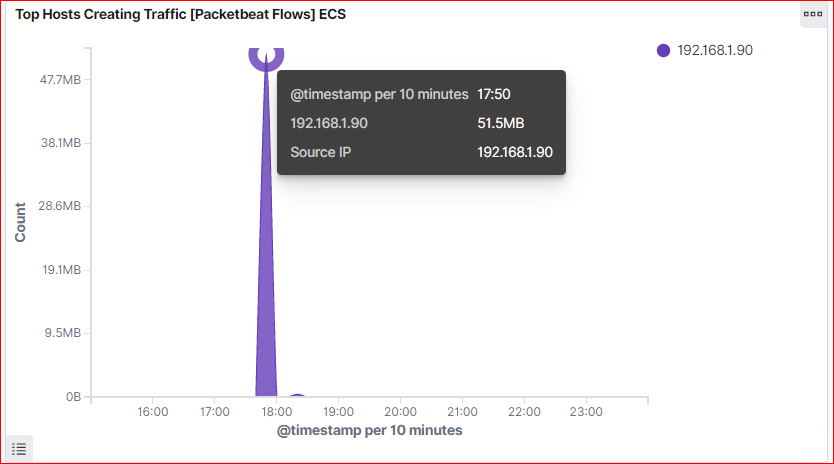 Top Hosts Creating Traffic [Packetbeat Flows] ECS
192.168.1.90
@timestamp per 10 minutes 17:50
192.168.1.90 51.5MB
Source IP 192.168.1.90
Count
47.7MB
38.1MB
28.6MB
19.1MB
9.5MB
0B
16:00 17:00 18:00 19:00 20:00 21:00 22:00 23:00
@timestamp per 10 minutes